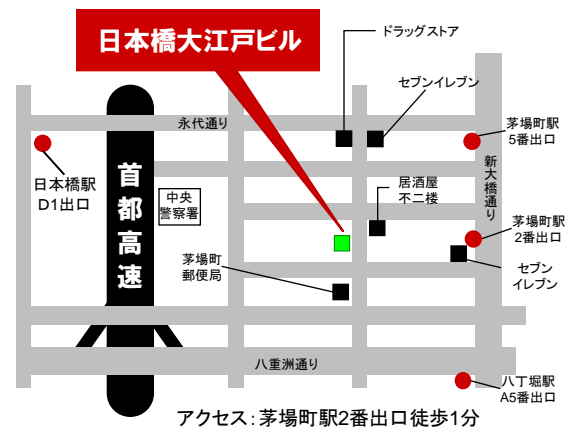 日本橋大江戸ビル
ドラッグストア
セブンイレブン
永代通り
茅場町駅
5番出口
日本橋駅
D1出口
首都高速
中央
警察署
居酒屋
不二楼
新大橋通り
茅場町駅
2番出口
茅場町
郵便局
セブン
イレブン
八重洲通り
八丁堀駅
A5番出口
アクセス：茅場町駅2番出口徒歩1分